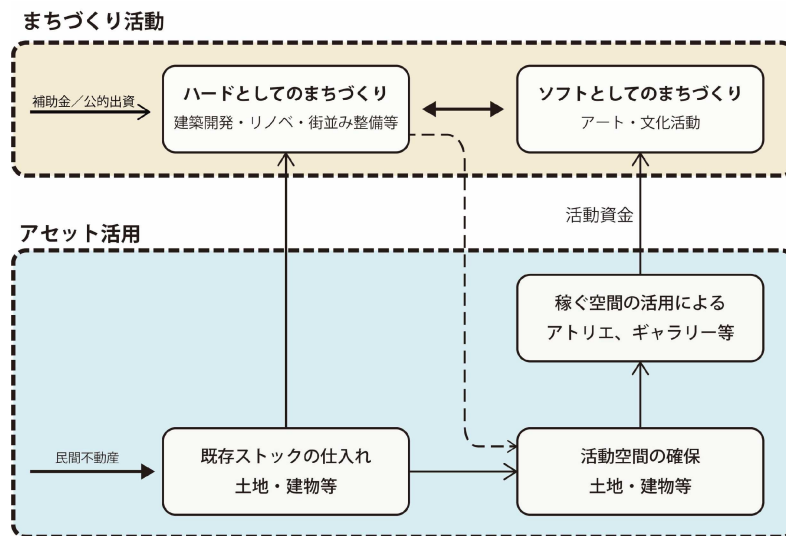 まちづくり活動
補助金／公的出資
ハードとしてのまちづくり
建築開発・リノベ・街並み整備等
ソフトとしてのまちづくり
アート・文化活動
活動資金
アセット活用
稼ぐ空間の活用による
アトリエ、ギャラリー等
民間不動産
既存ストックの仕入れ
土地・建物等
活動空間の確保
土地・建物等